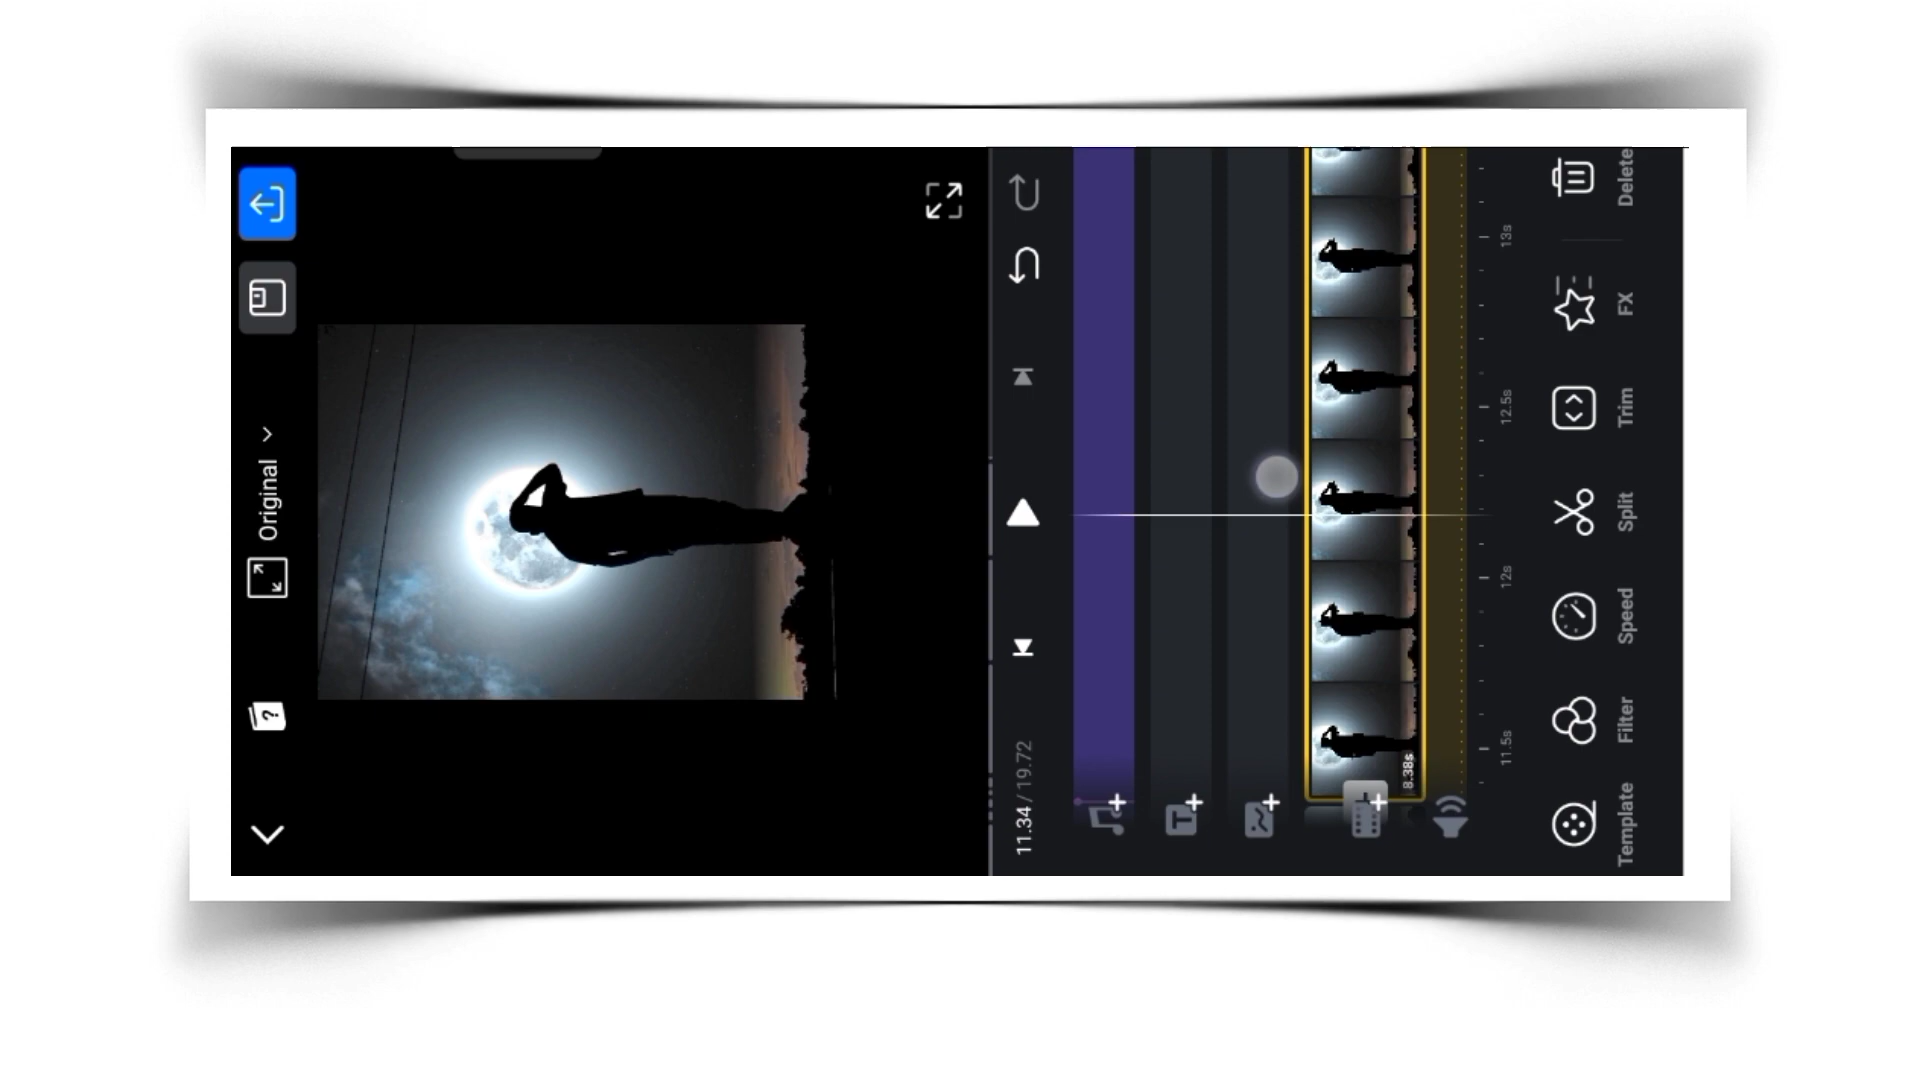 Original
11.34 / 19.72
8.38s
11.5s
12s
12.5s
13s
Template
Filter
Speed
Split
Trim
FX
Delete